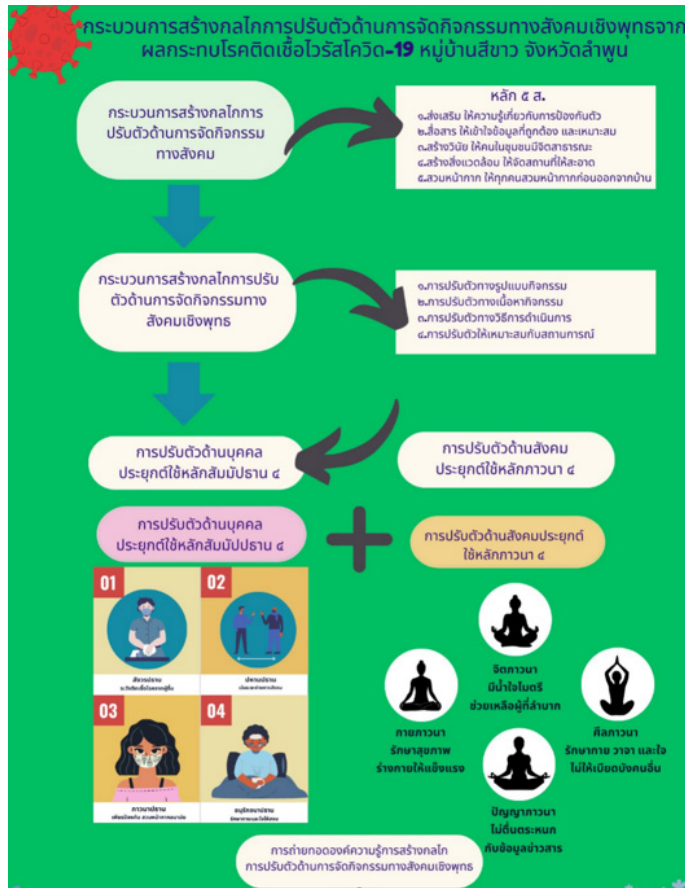 กระบวนการสร้างกลไกการปรับตัวด้านการจัดกิจกรรมทางสังคมเชิงพุทธจาก
ผลกระทบโรคติดเชื้อไวรัสโควิด-19 หมู่บ้านสีขาว จังหวัดลำพูน
กระบวนการสร้างกลไกการ
ปรับตัวด้านการจัดกิจกรรม
ทางสังคม
หลัก ๕ ส.
๑.ส่งเสริม ให้ความรู้เกี่ยวกับการป้องกันตัว
๒.สื่อสาร ให้เข้าใจข้อมูลที่ถูกต้อง และเหมาะสม
๓.สร้างวินัย ให้คนในชุมชนมีจิตสาธารณะ
๔.สร้างสิ่งแวดล้อม ให้จัดสถานที่ให้สะอาด
๕.สวมหน้ากาก ให้ทุกคนสวมหน้ากากก่อนออกจากบ้าน
กระบวนการสร้างกลไกการปรับ
ตัวด้านการจัดกิจกรรมทาง
สังคมเชิงพุทธ
๑.การปรับตัวทางรูปแบบกิจกรรม
๒.การปรับตัวทางเนื้อหากิจกรรม
๓.การปรับตัวทางวิธีการดำเนินการ
๔.การปรับตัวให้เหมาะสมกับสถานการณ์
การปรับตัวด้านบุคคล
ประยุกต์ใช้หลักสัมมัปธาน ๔
การปรับตัวด้านสังคม
ประยุกต์ใช้หลักภาวนา ๔
การปรับตัวด้านบุคคล
ประยุกต์ใช้หลักสัมมัปปธาน ๔
การปรับตัวด้านสังคมประยุกต์
ใช้หลักภาวนา ๔
01
02
สังวรปธาน
ปหานปธาน
03
04
ภาวนาปธาน
อนุรักขนาปธาน
จิตภาวนา
มีน้ำใจไมตรี
ช่วยเหลือผู้ที่ลำบาก
กายภาวนา
รักษาสุขภาพ
ร่างกายให้แข็งแรง
ศีลภาวนา
รักษากาย วาจา และใจ
ไม่ให้เบียดบังคนอื่น
ปัญญาภาวนา
ไม่ตื่นตระหนก
กับข้อมูลข่าวสาร
การถ่ายทอดองค์ความรู้การสร้างกลไก
การปรับตัวด้านการจัดกิจกรรมทางสังคมเชิงพุทธ